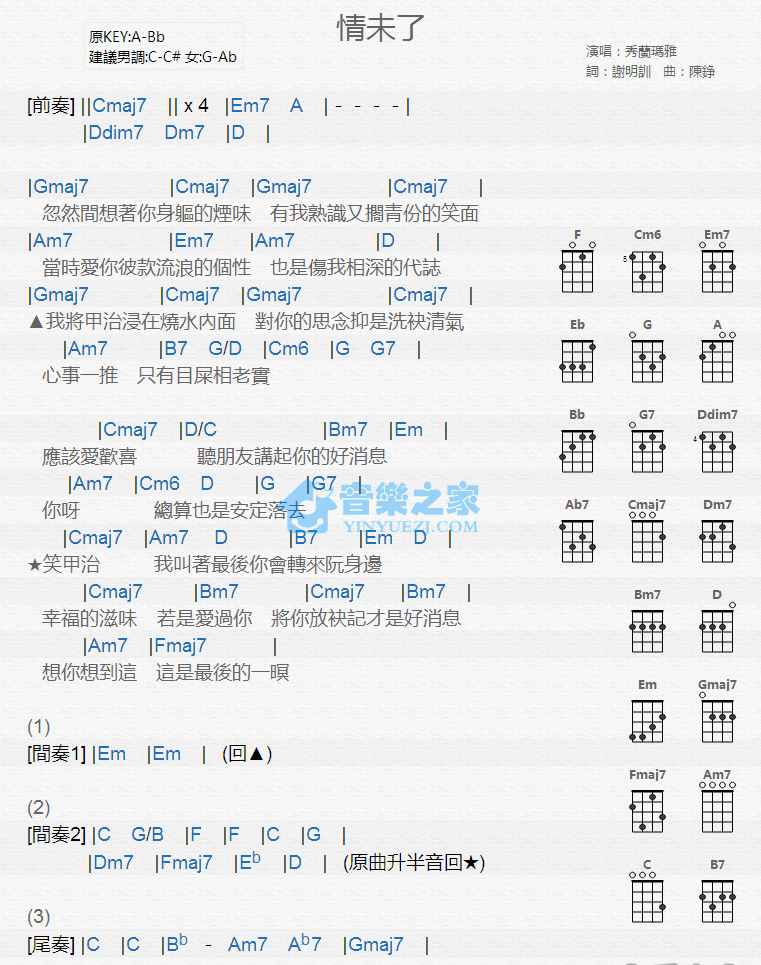 情未了
原KEY:A-Bb
建議男調:C-C# 女:G-Ab
演唱：秀蘭瑪雅
詞：謝明訓　曲：陳錚
[前奏] ||Cmaj7 || x 4 |Em7 A | - - - - |
|Ddim7 Dm7 |D |
|Gmaj7 |Cmaj7 |Gmaj7 |Cmaj7 |
忽然間想著你身軀的煙味　有我熟識又擱青份的笑面
|Am7 |Em7 |Am7 |D |
當時愛你彼款流浪的個性　也是傷我相深的代誌
|Gmaj7 |Cmaj7 |Gmaj7 |Cmaj7 |
▲我將甲治浸在燒水內面　對你的思念抑是洗袂清氣
|Am7 |B7 G/D |Cm6 |G G7 |
心事一推　只有目屎相老實
|Cmaj7 |D/C |Bm7 |Em |
應該愛歡喜　聽朋友講起你的好消息
|Am7 |Cm6 D |G |G7 |
你呀　總算也是安定落去
|Cmaj7 |Am7 D |B7 |Em D |
★笑甲治　我叫著最後你會轉來阮身邊
|Cmaj7 |Bm7 |Cmaj7 |Bm7 |
幸福的滋味　若是愛過你　將你放袂記才是好消息
|Am7 |Fmaj7 |
想你想到這　這是最後的一暝
(1)
[間奏1] |Em |Em | (回▲)
(2)
[間奏2] |C G/B |F |F |C |G |
|Dm7 |Fmaj7 |Eb |D | (原曲升半音回★)
(3)
[尾奏] |C |C |Bb - Am7 Ab7 |Gmaj7 |
F Cm6 Em7
5
Eb G A
Bb G7 Ddim7
4
Ab7 Cmaj7 Dm7
Bm7 D
Em Gmaj7
Fmaj7 Am7
C B7
音樂之家
YINYUEZJ.COM